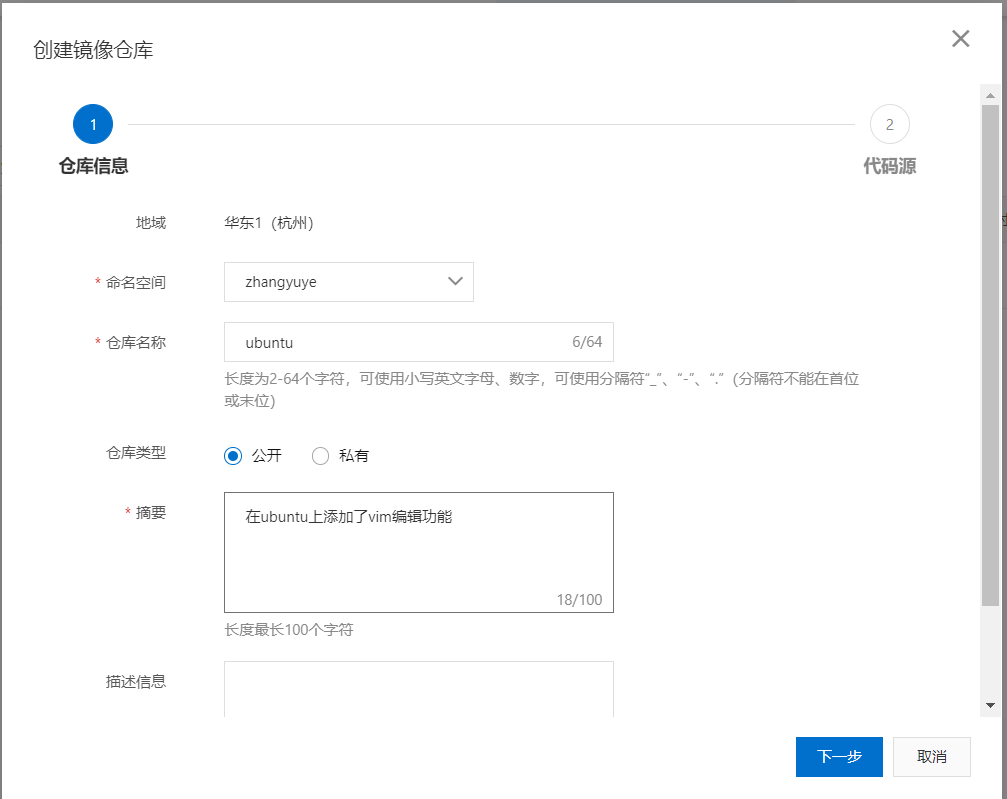 创建镜像仓库
1
2
仓库信息
代码源
地域
华东1（杭州）
* 命名空间
zhangyuye
* 仓库名称
ubuntu
6/64
长度为2-64个字符，可使用小写英文字母、数字，可使用分隔符“_”、“-”、“.”（分隔符不能在首位
或末位）
仓库类型
公开
私有
* 摘要
在ubuntu上添加了vim编辑功能
18/100
长度最长100个字符
描述信息
下一步
取消